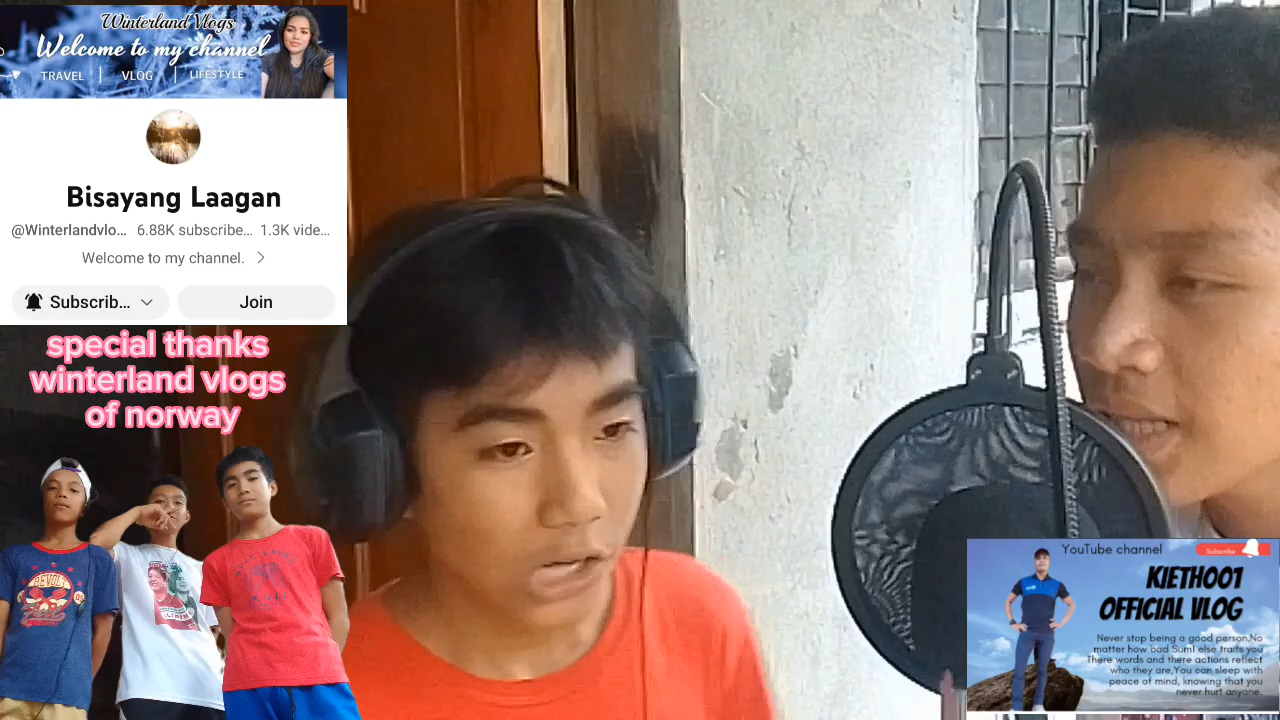 Winterland Vlogs
Welcome to my channel
TRAVEL | VLOG | LIFESTYLE
Bisayang Laagan
@Winterlandvlo... 6.88K subscribe... 1.3K vide...
Welcome to my channel. >
Subscrib...
Join
special thanks
winterland vlogs
of norway
REVOLT
YouTube channel
Subscribe
KIETH001
OFFICIAL VLOG
Never stop being a good person,No
matter how bad Suml else traits you
There words and there actions reflect
who they are,You can sleep with
peace of mind, knowing that you
never hurt anyone.